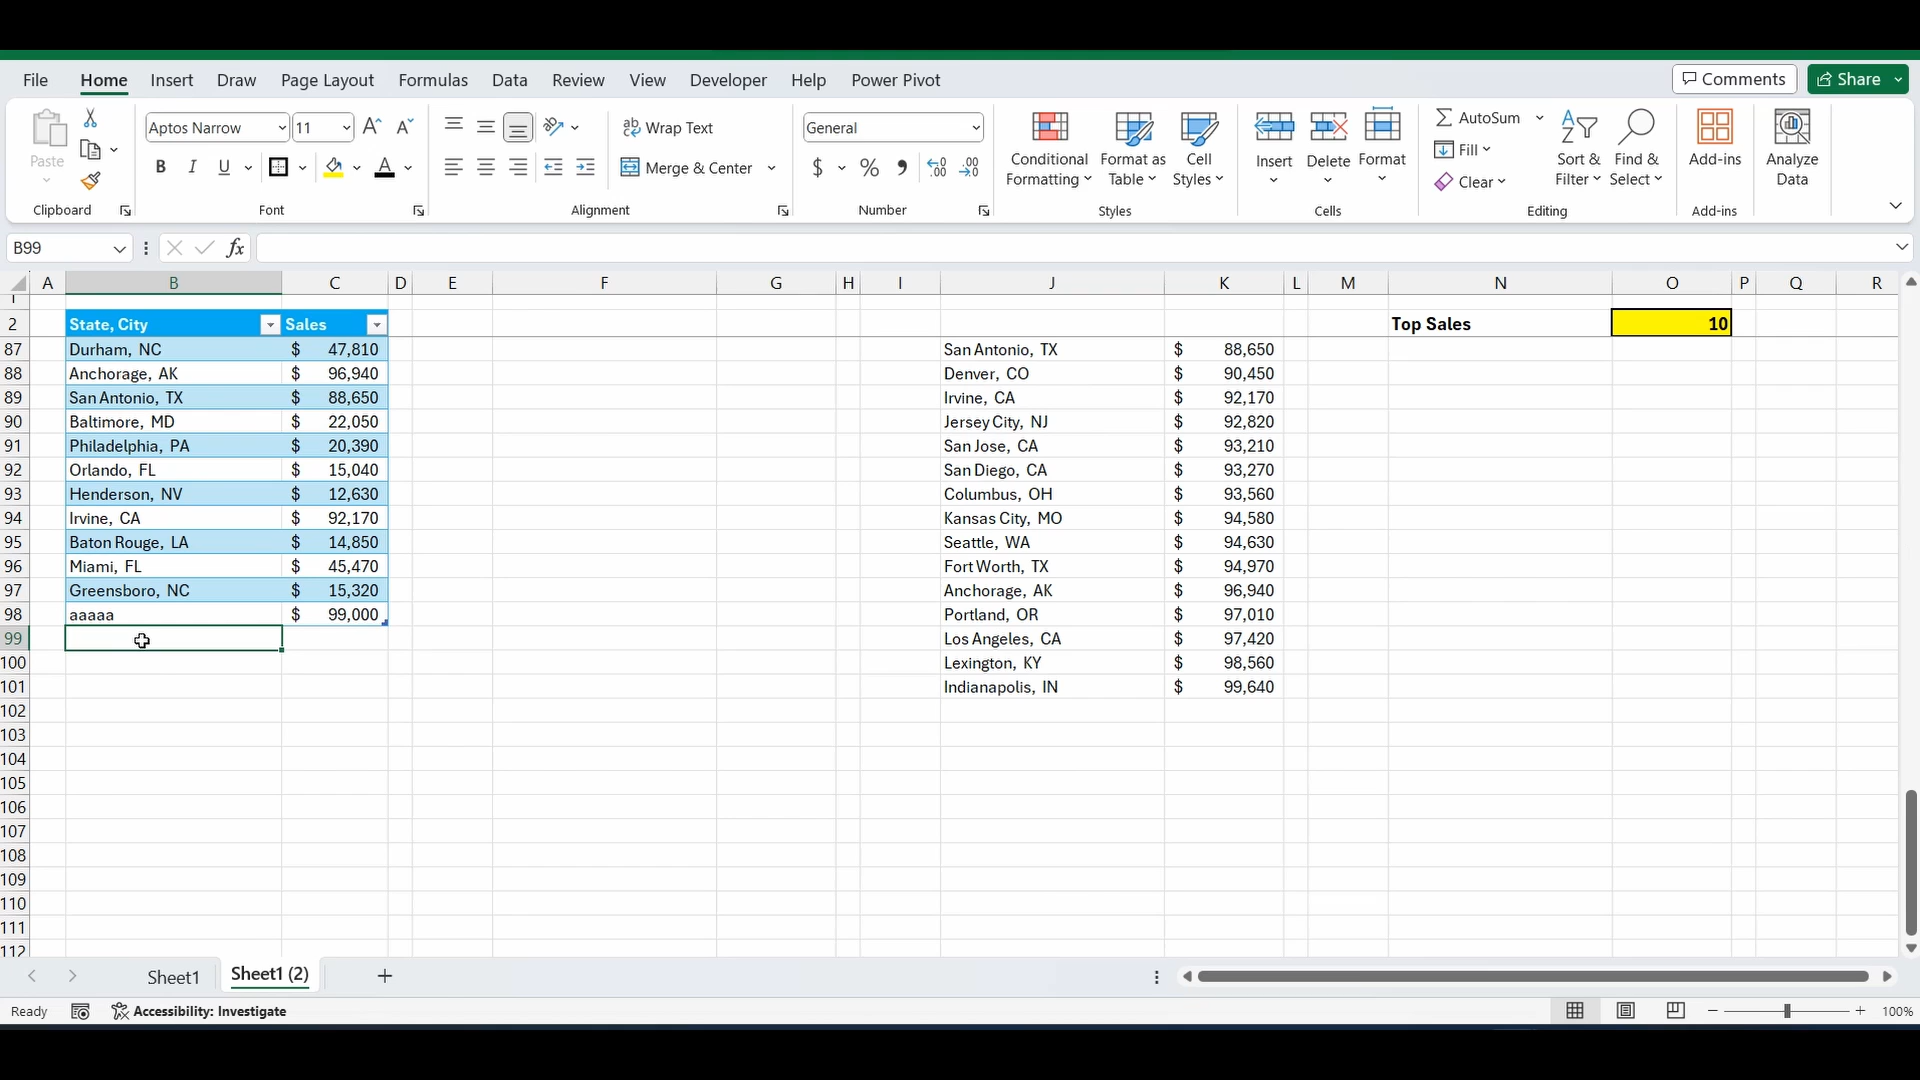 File Home Insert Draw Page Layout Formulas Data Review View Developer Help Power Pivot Comments Share
Aptos Narrow 11 Wrap Text General AutoSum
Paste B I U Merge & Center $ % Conditional Formatting Format as Table Cell Styles Insert Delete Format Fill Clear Sort & Filter Find & Select Add-ins Analyze Data
Clipboard Font Alignment Number Styles Cells Editing Add-ins
B99 fx
A B C D E F G H I J K L M N O P Q R
2 State, City Sales Top Sales 10
87 Durham, NC $ 47,810 San Antonio, TX $ 88,650
88 Anchorage, AK $ 96,940 Denver, CO $ 90,450
89 San Antonio, TX $ 88,650 Irvine, CA $ 92,170
90 Baltimore, MD $ 22,050 Jersey City, NJ $ 92,820
91 Philadelphia, PA $ 20,390 San Jose, CA $ 93,210
92 Orlando, FL $ 15,040 San Diego, CA $ 93,270
93 Henderson, NV $ 12,630 Columbus, OH $ 93,560
94 Irvine, CA $ 92,170 Kansas City, MO $ 94,580
95 Baton Rouge, LA $ 14,850 Seattle, WA $ 94,630
96 Miami, FL $ 45,470 Fort Worth, TX $ 94,970
97 Greensboro, NC $ 15,320 Anchorage, AK $ 96,940
98 aaaaa $ 99,000 Portland, OR $ 97,010
99 Los Angeles, CA $ 97,420
100 Lexington, KY $ 98,560
101 Indianapolis, IN $ 99,640
102
103
104
105
106
107
108
109
110
111
112
Sheet1 Sheet1 (2)
Ready Accessibility: Investigate 100%